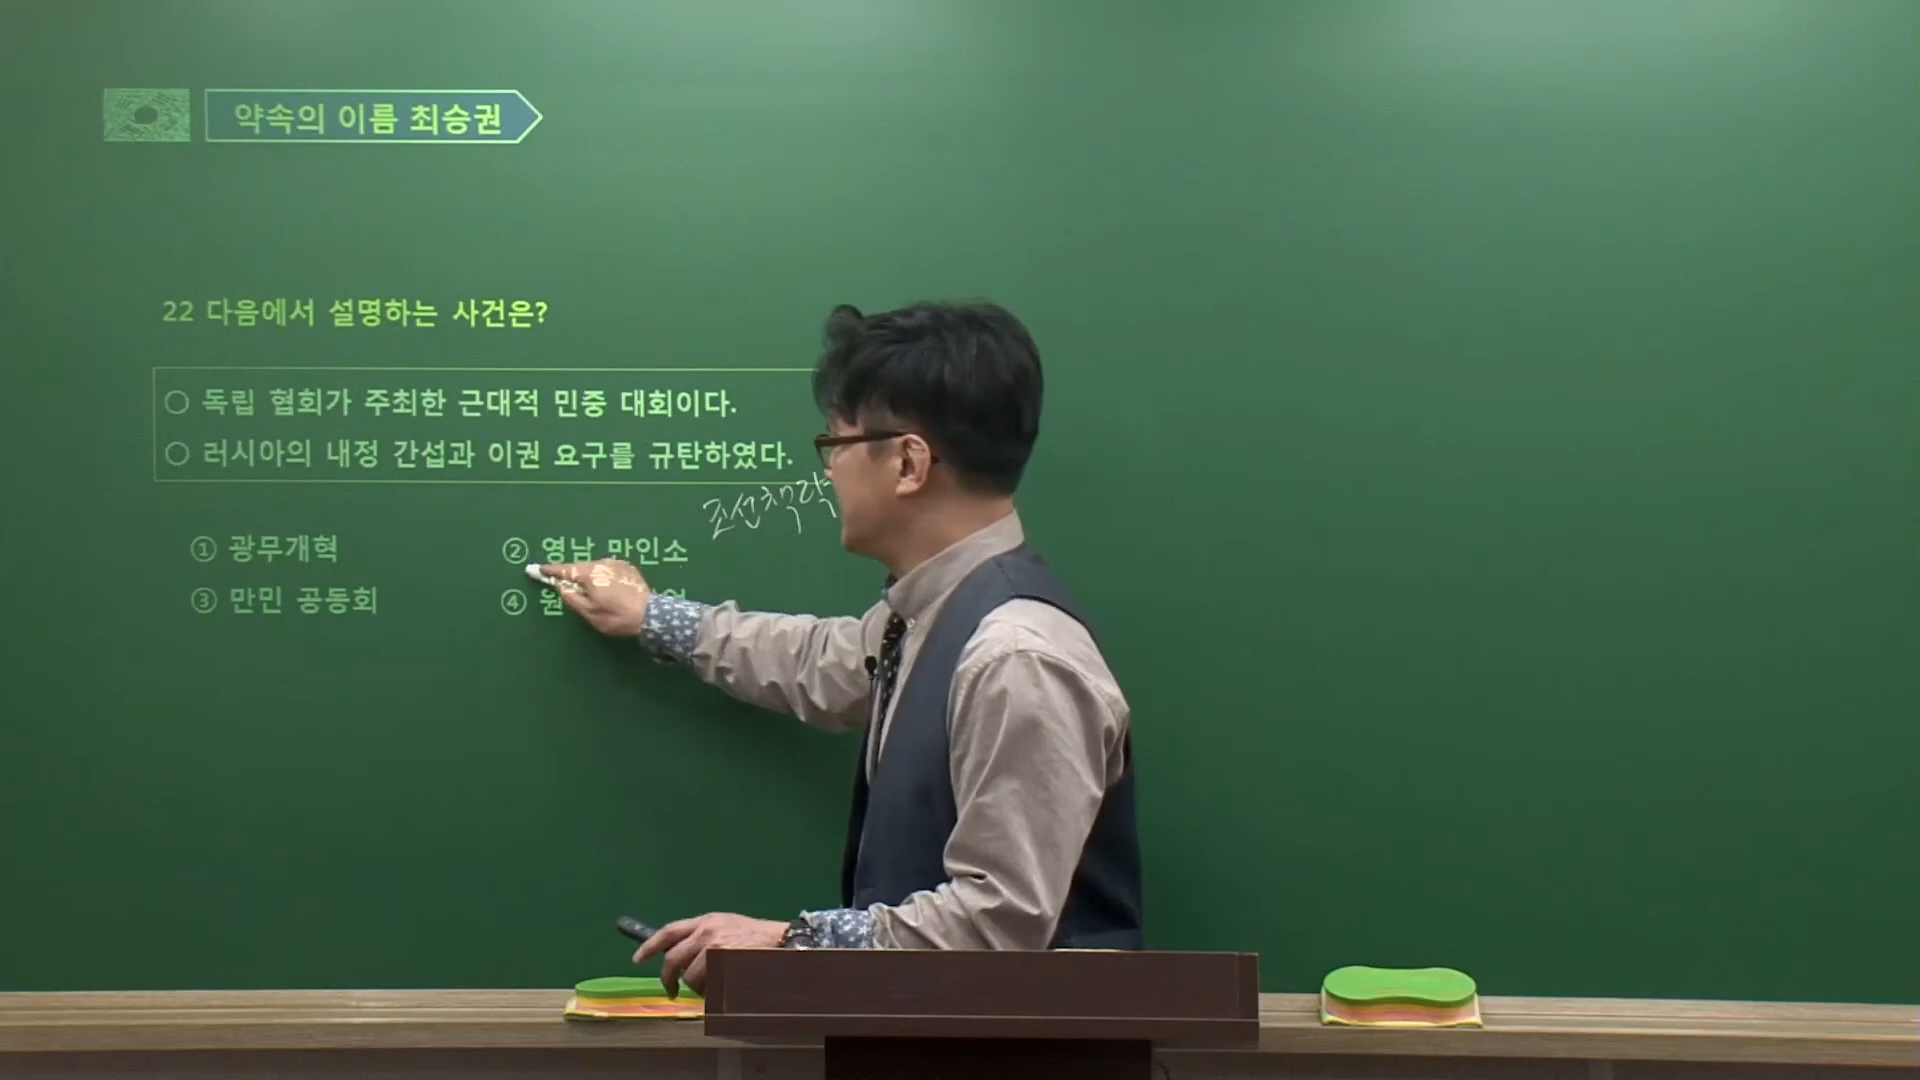 약속의 이름 최승권
22 다음에서 설명하는 사건은?
○ 독립 협회가 주최한 근대적 민중 대회이다.
○ 러시아의 내정 간섭과 이권 요구를 규탄하였다.
조선책략
① 광무개혁 ② 영남 만인소
③ 만민 공동회 ④ 원